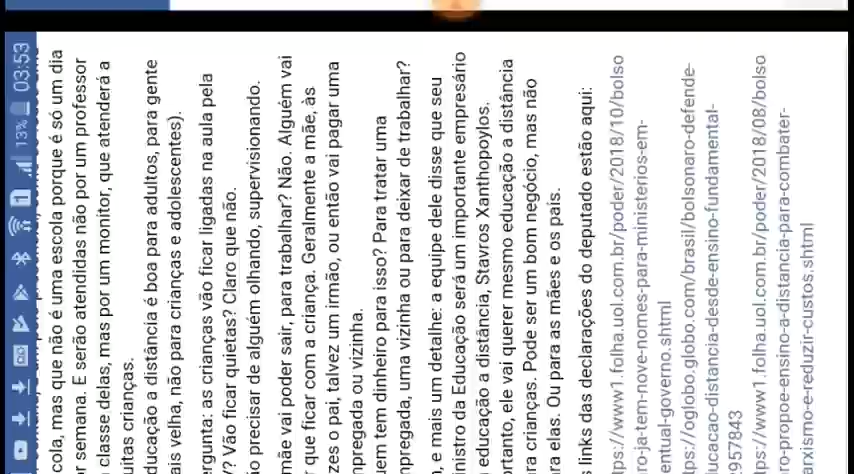 13% 03:53
cola, mas que não é uma escola porque é só um dia
or semana. E serão atendidas não por um professor
classe delas, mas por um monitor, que atenderá a
uitas crianças.
ducação a distância é boa para adultos, para gente
ais velha, não para crianças e adolescentes).
ergunta: as crianças vão ficar ligadas na aula pela
/? Vão ficar quietas? Claro que não.
ão precisar de alguém olhando, supervisionando.
mãe vai poder sair, para trabalhar? Não. Alguém vai
r que ficar com a criança. Geralmente a mãe, às
zes o pai, talvez um irmão, ou então vai pagar uma
npregada ou vizinha.
uem tem dinheiro para isso? Para tratar uma
npregada, uma vizinha ou para deixar de trabalhar?
, e mais um detalhe: a equipe dele disse que seu
inistro da Educação será um importante empresário
educação a distância, Stavros Xanthopoylos.
ortanto, ele vai querer mesmo educação a distância
ra crianças. Pode ser um bom negócio, mas não
ra elas. Ou para as mães e os pais.
s links das declarações do deputado estão aqui:
tps://www1.folha.uol.com.br/poder/2018/10/bolso
ro-ja-tem-nove-nomes-para-ministerios-em-
entual-governo.shtml
tps://oglobo.globo.com/brasil/bolsonaro-defende-
ucacao-distancia-desde-ensino-fundamental-
957843
tps://www1.folha.uol.com.br/poder/2018/08/bolso
ro-propoe-ensino-a-distancia-para-combater-
arxismo-e-reduzir-custos.shtml